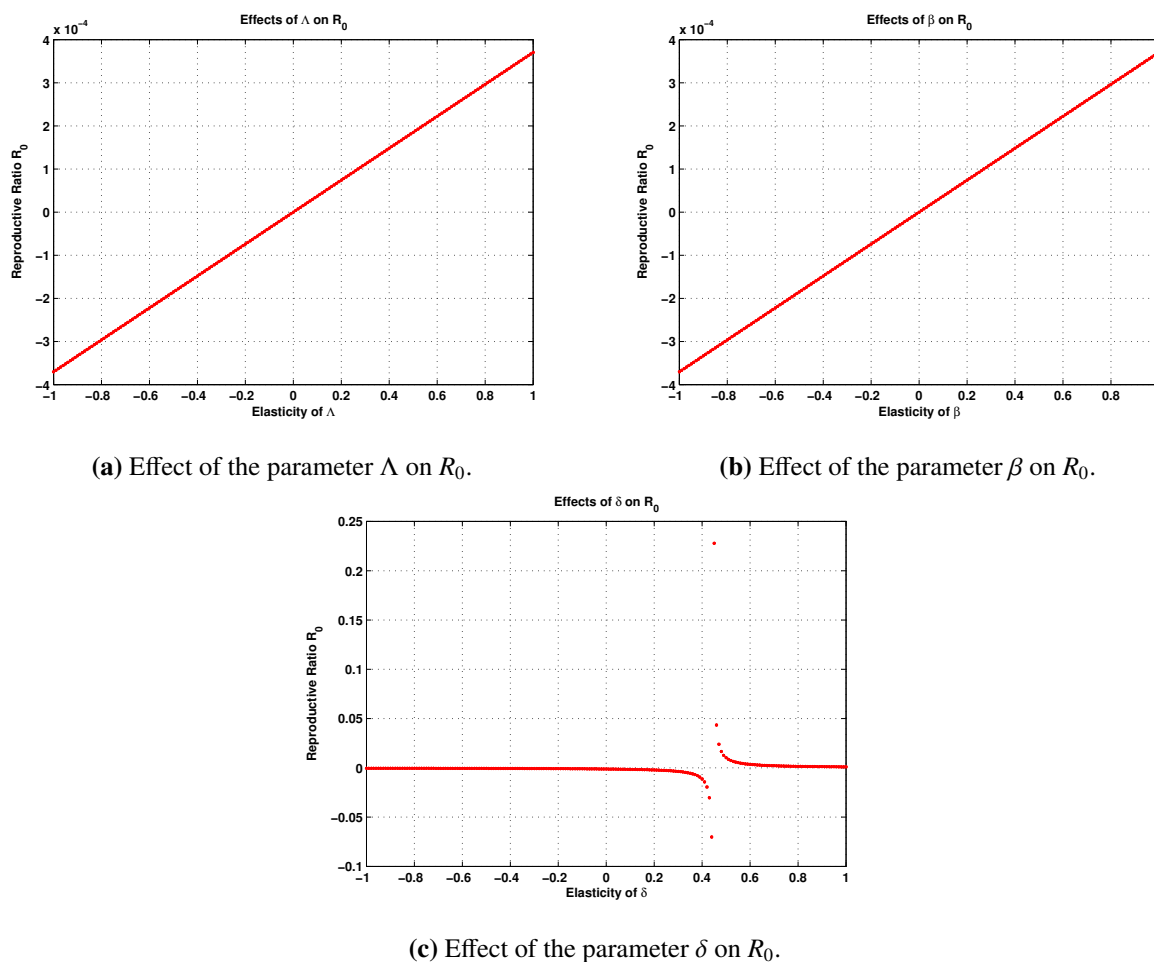 Effects of Λ on R0
x 10−4
4
3
2
1
0
−1
−2
−3
−4
Reproductive Ratio R0
−1 −0.8 −0.6 −0.4 −0.2 0 0.2 0.4 0.6 0.8 1
Elasticity of Λ
(a) Effect of the parameter Λ on R0.
Effects of β on R0
x 10−4
4
3
2
1
0
−1
−2
−3
−4
Reproductive Ratio R0
−1 −0.8 −0.6 −0.4 −0.2 0 0.2 0.4 0.6 0.8
Elasticity of β
(b) Effect of the parameter β on R0.
Effects of δ on R0
0.25
0.2
0.15
0.1
0.05
0
−0.05
−0.1
Reproductive Ratio R0
−1 −0.8 −0.6 −0.4 −0.2 0 0.2 0.4 0.6 0.8 1
Elasticity of δ
(c) Effect of the parameter δ on R0.